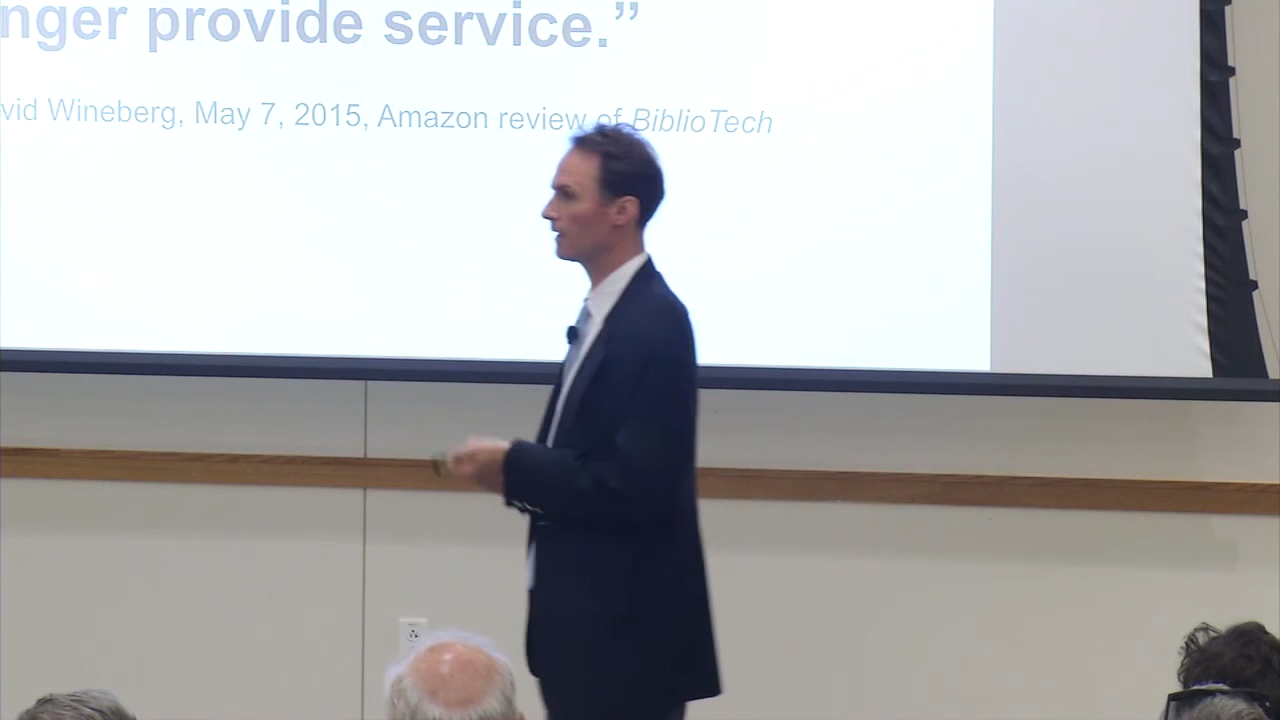 nger provide service.”
vid Wineberg, May 7, 2015, Amazon review of BiblioTech